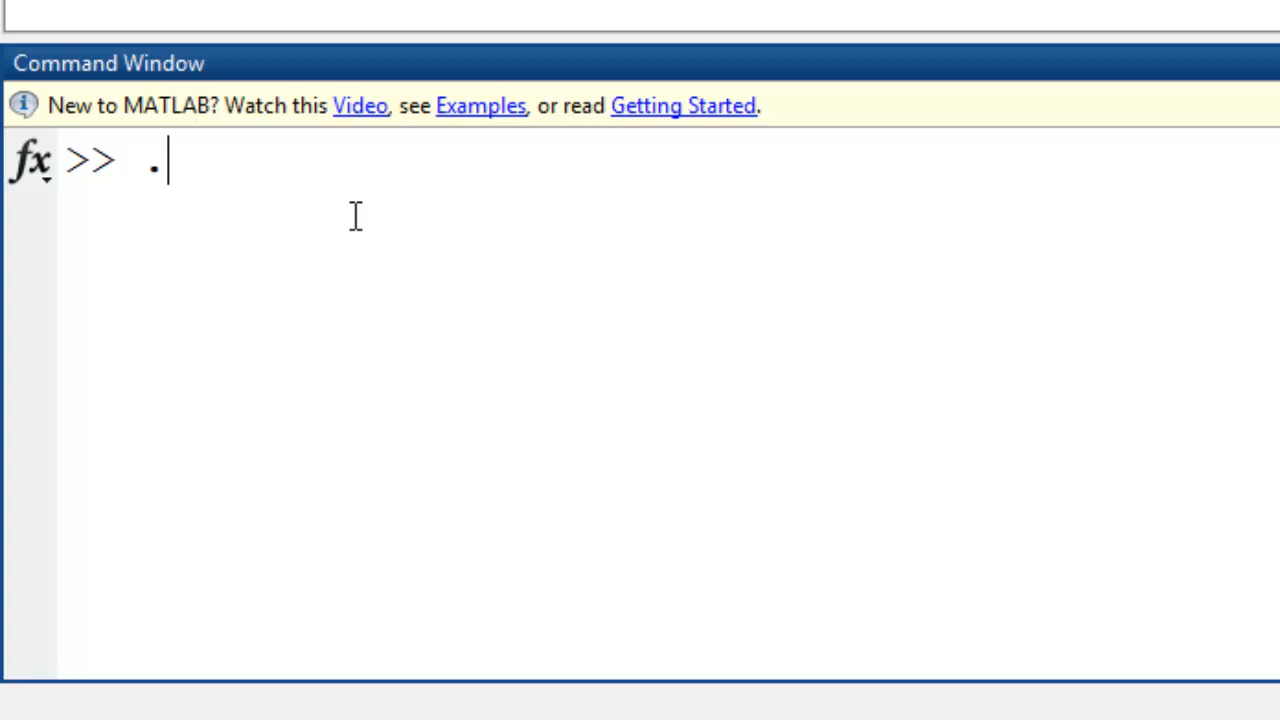 Command Window
New to MATLAB? Watch this Video, see Examples, or read Getting Started.
fx >> .